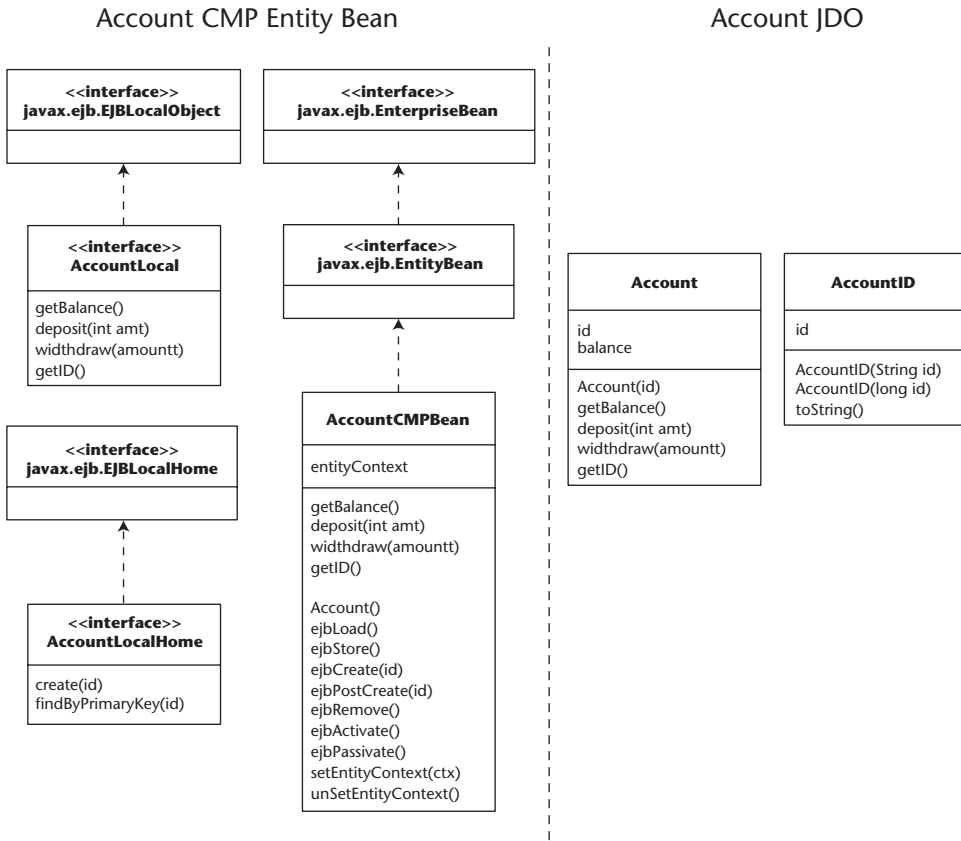 Account CMP Entity Bean
Account JDO
<<interface>>
javax.ejb.EJBLocalObject
<<interface>>
javax.ejb.EnterpriseBean
<<interface>>
AccountLocal
getBalance()
deposit(int amt)
widthdraw(amountt)
getID()
<<interface>>
javax.ejb.EntityBean
<<interface>>
javax.ejb.EJBLocalHome
<<interface>>
AccountLocalHome
create(id)
findByPrimaryKey(id)
AccountCMPBean
entityContext
getBalance()
deposit(int amt)
widthdraw(amountt)
getID()
Account()
ejbLoad()
ejbStore()
ejbCreate(id)
ejbPostCreate(id)
ejbRemove()
ejbActivate()
ejbPassivate()
setEntityContext(ctx)
unSetEntityContext()
Account
id
balance
Account(id)
getBalance()
deposit(int amt)
widthdraw(amountt)
getID()
AccountID
id
AccountID(String id)
AccountID(long id)
toString()